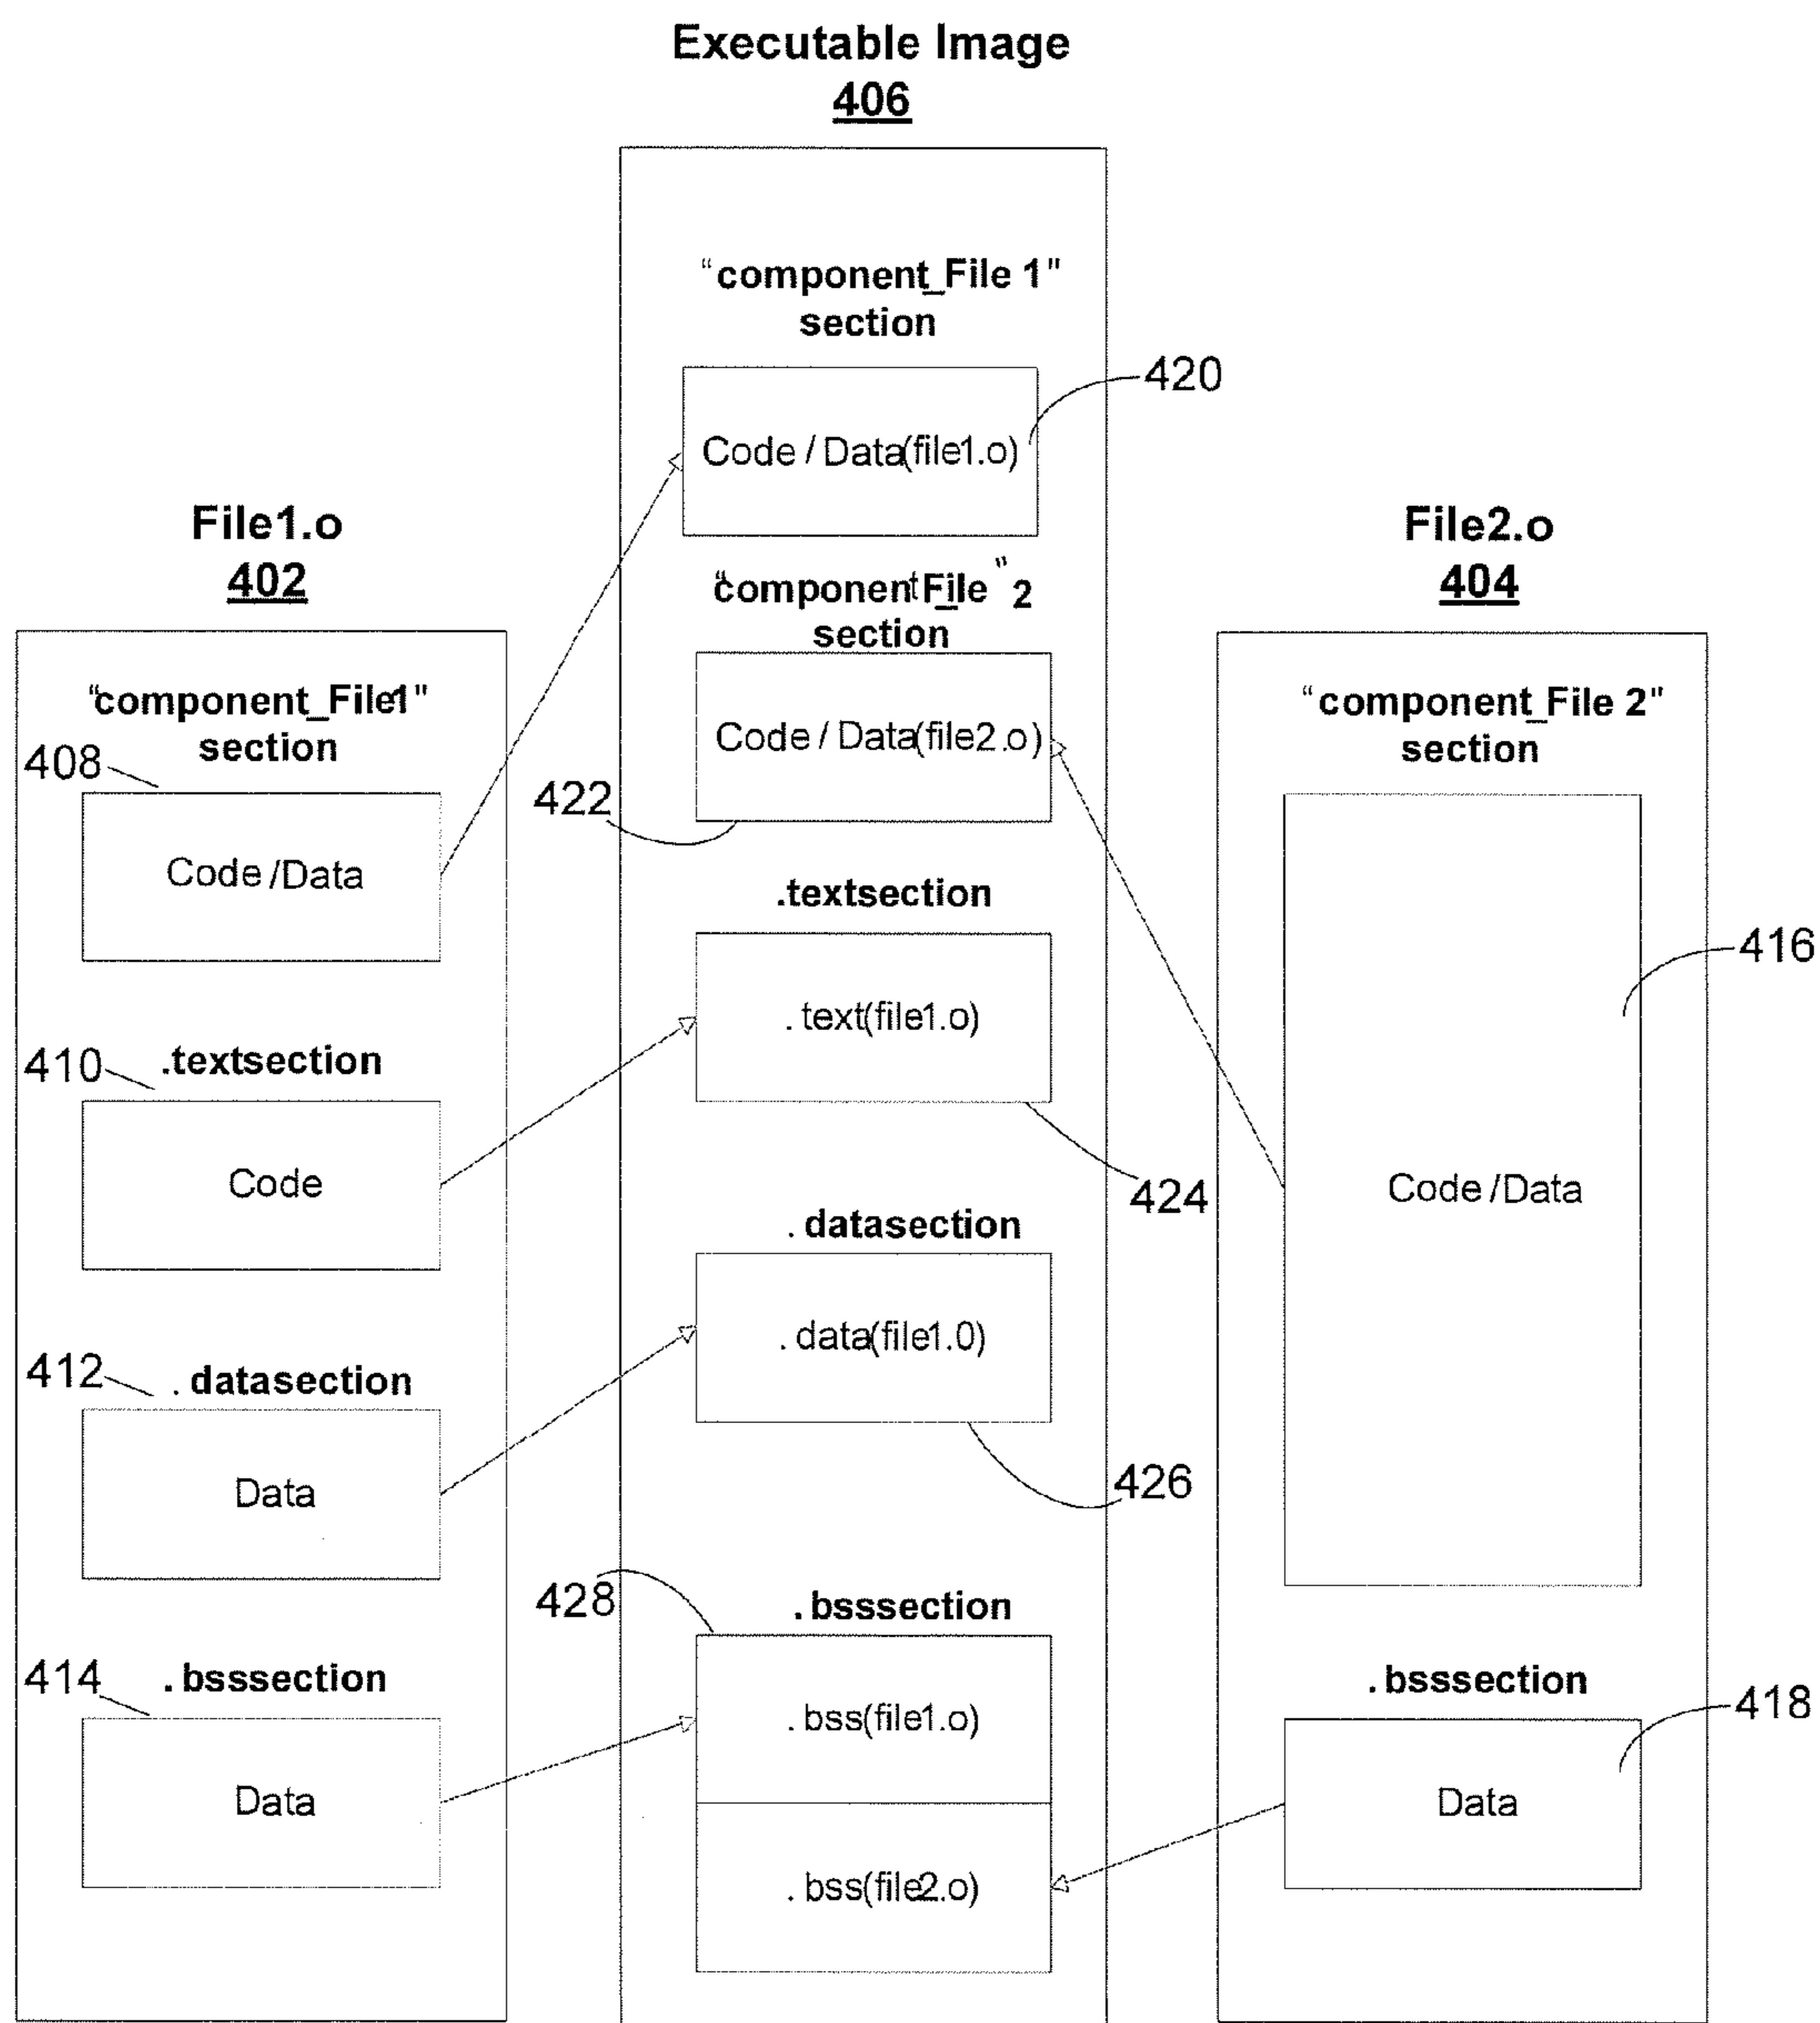 Executable Image
406
"component_File 1"
section
420
Code / Data(file1.o)
"component_File "2
section
Code / Data(file2.o)
422
.textsection
.text(file1.o)
424
.datasection
.data(file1.0)
426
428
.bsssection
.bss(file1.o)
.bss(file2.o)
File1.o
402
"component_File1"
section
408
Code /Data
410
.textsection
Code
412
.datasection
Data
414
.bsssection
Data
File2.o
404
"component_File 2"
section
416
Code /Data
.bsssection
418
Data